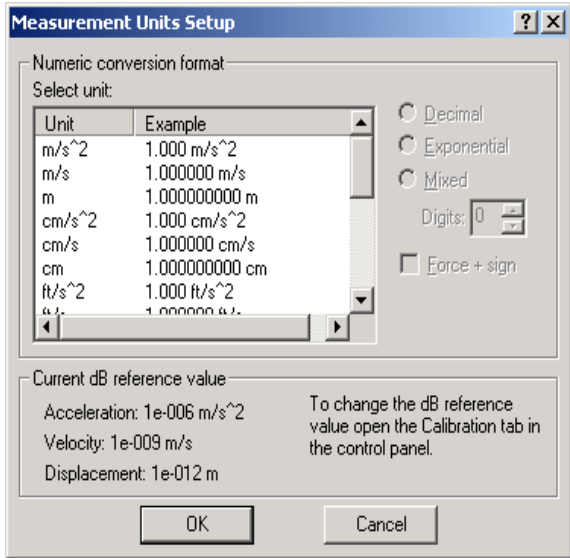 Measurement Units Setup
Numeric conversion format
Select unit:
Unit Example
m/s^2 1.000 m/s^2
m/s 1.000000 m/s
m 1.000000000 m
cm/s^2 1.000 cm/s^2
cm/s 1.000000 cm/s
cm 1.000000000 cm
ft/s^2 1.000 ft/s^2
Decimal
Exponential
Mixed
Digits: 0
Force + sign
Current dB reference value
Acceleration: 1e-006 m/s^2
Velocity: 1e-009 m/s
Displacement: 1e-012 m
To change the dB reference
value open the Calibration tab in
the control panel.
OK
Cancel